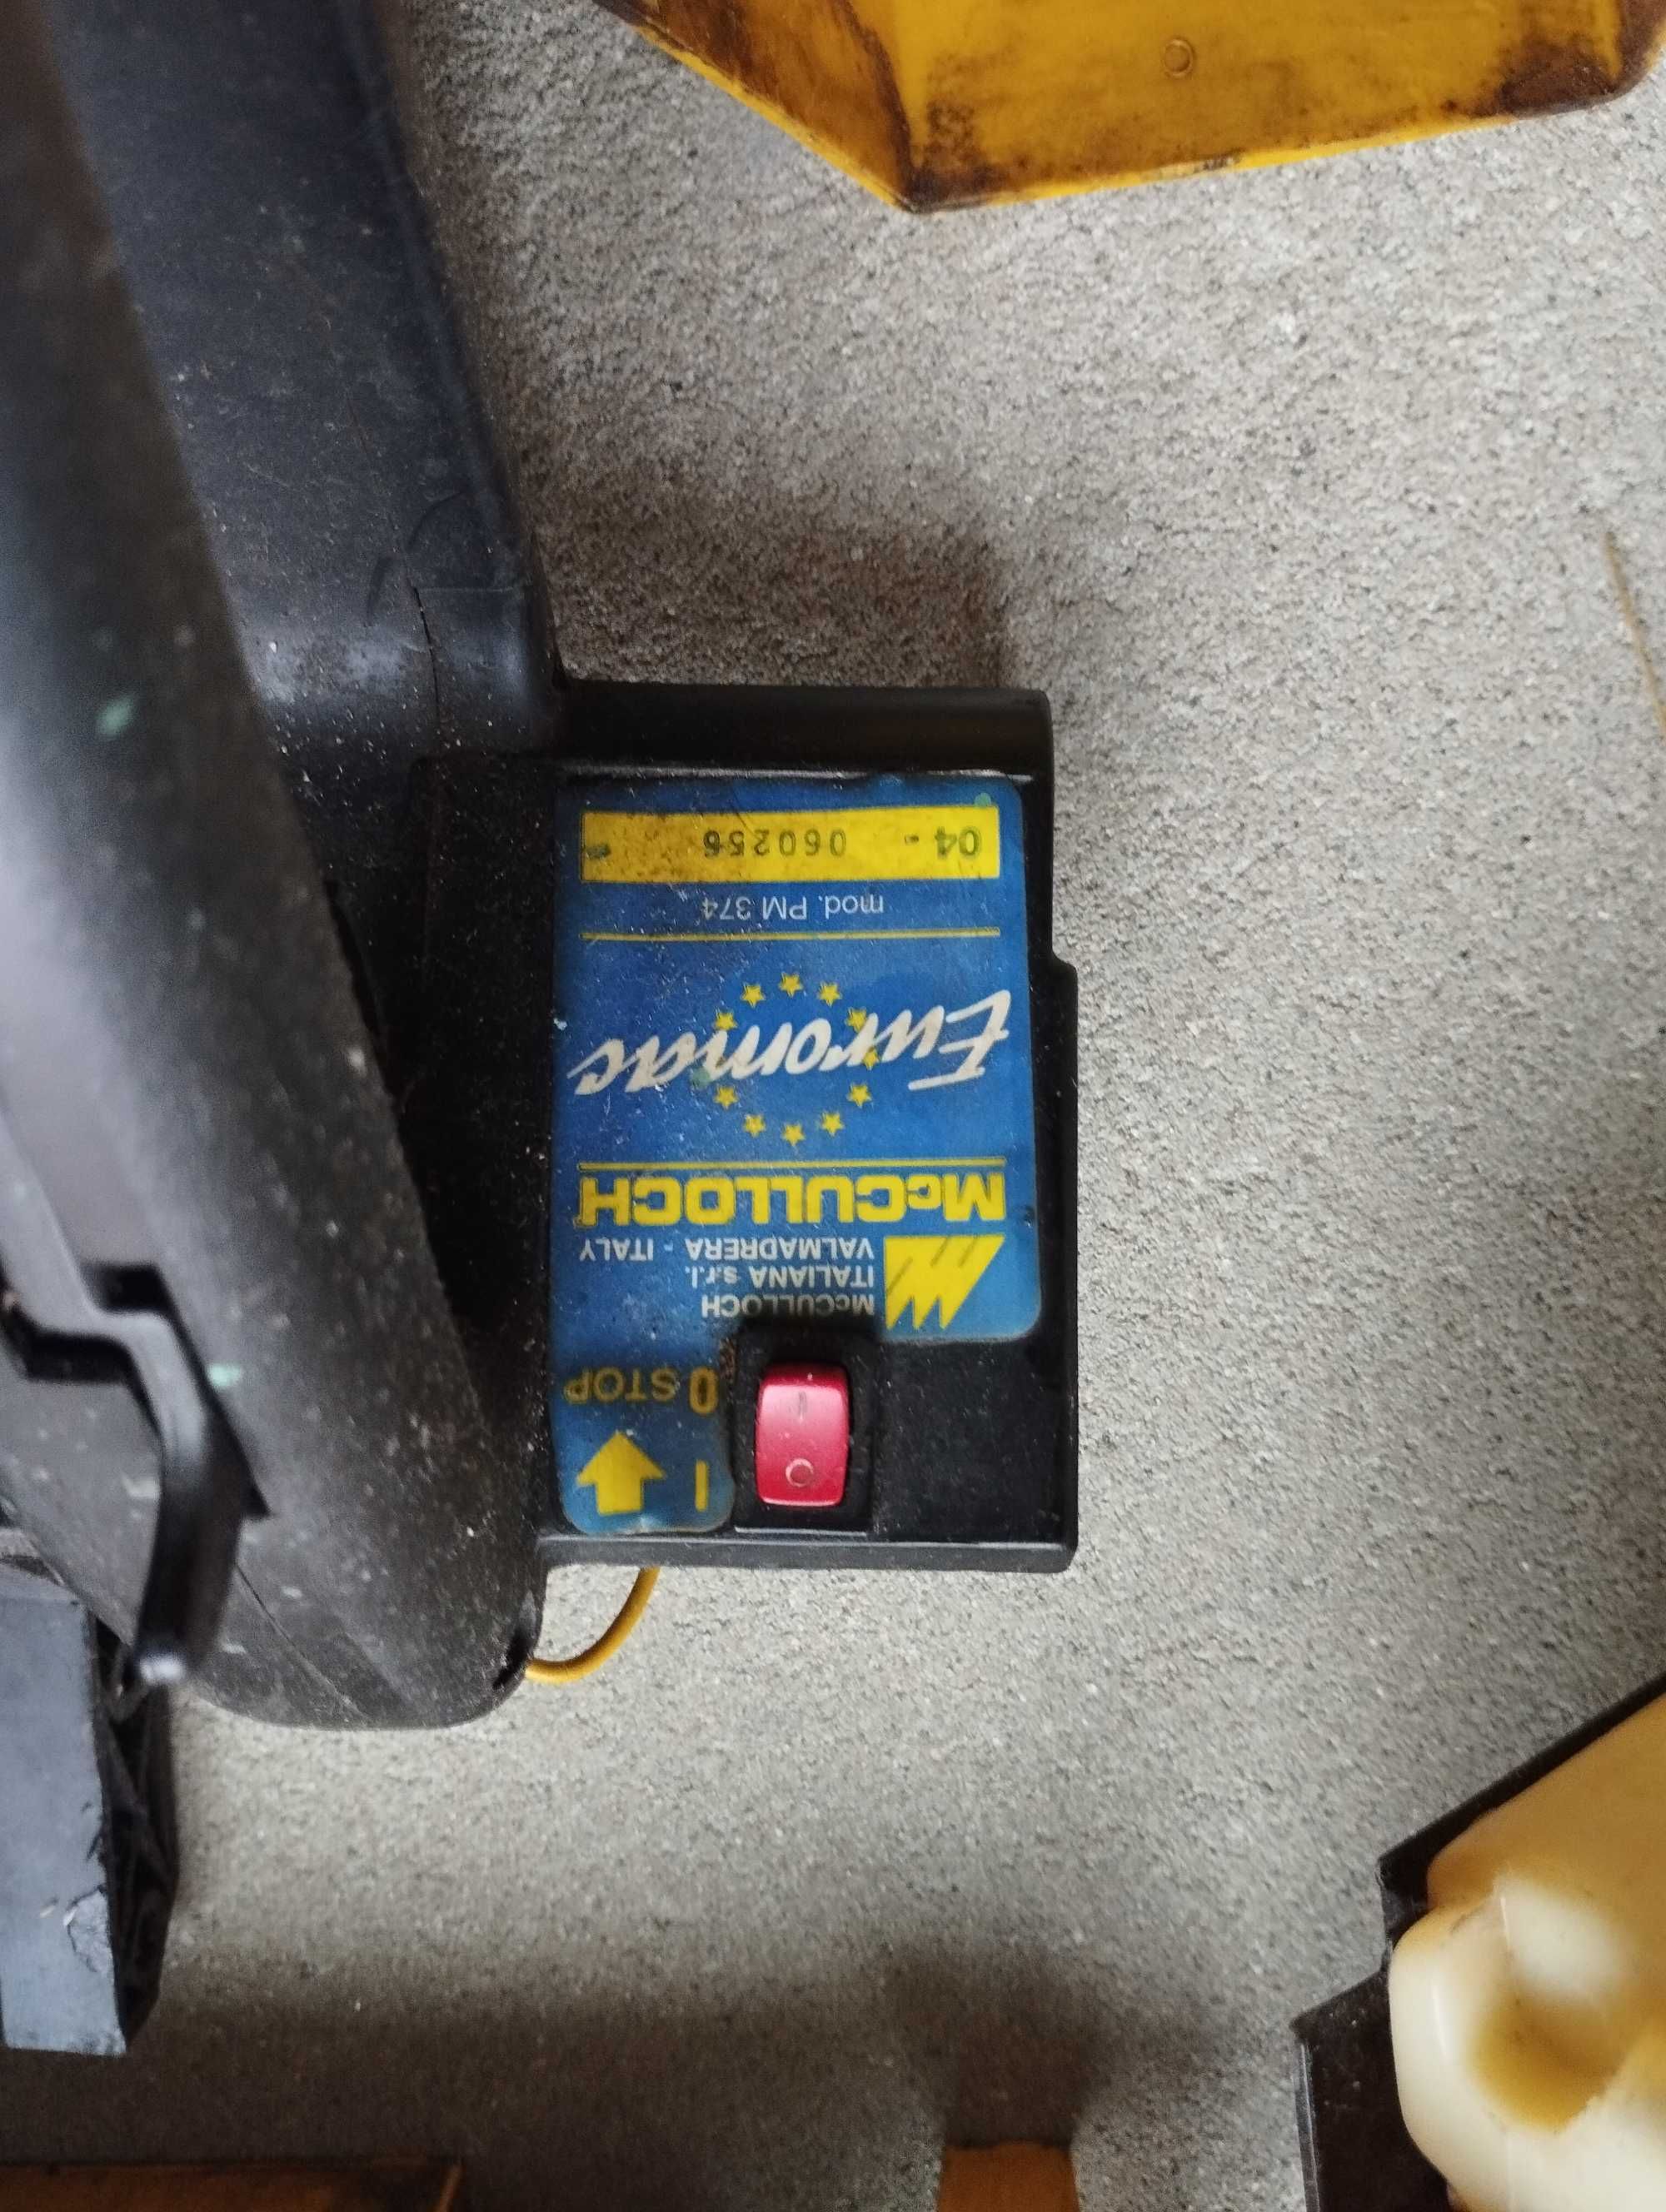 I
0 STOP
McCULLOCH
ITALIANA s.r.l.
VALMADRERA - ITALY
McCULLOCH
Euromac
mod. PM 374
04 - 060256